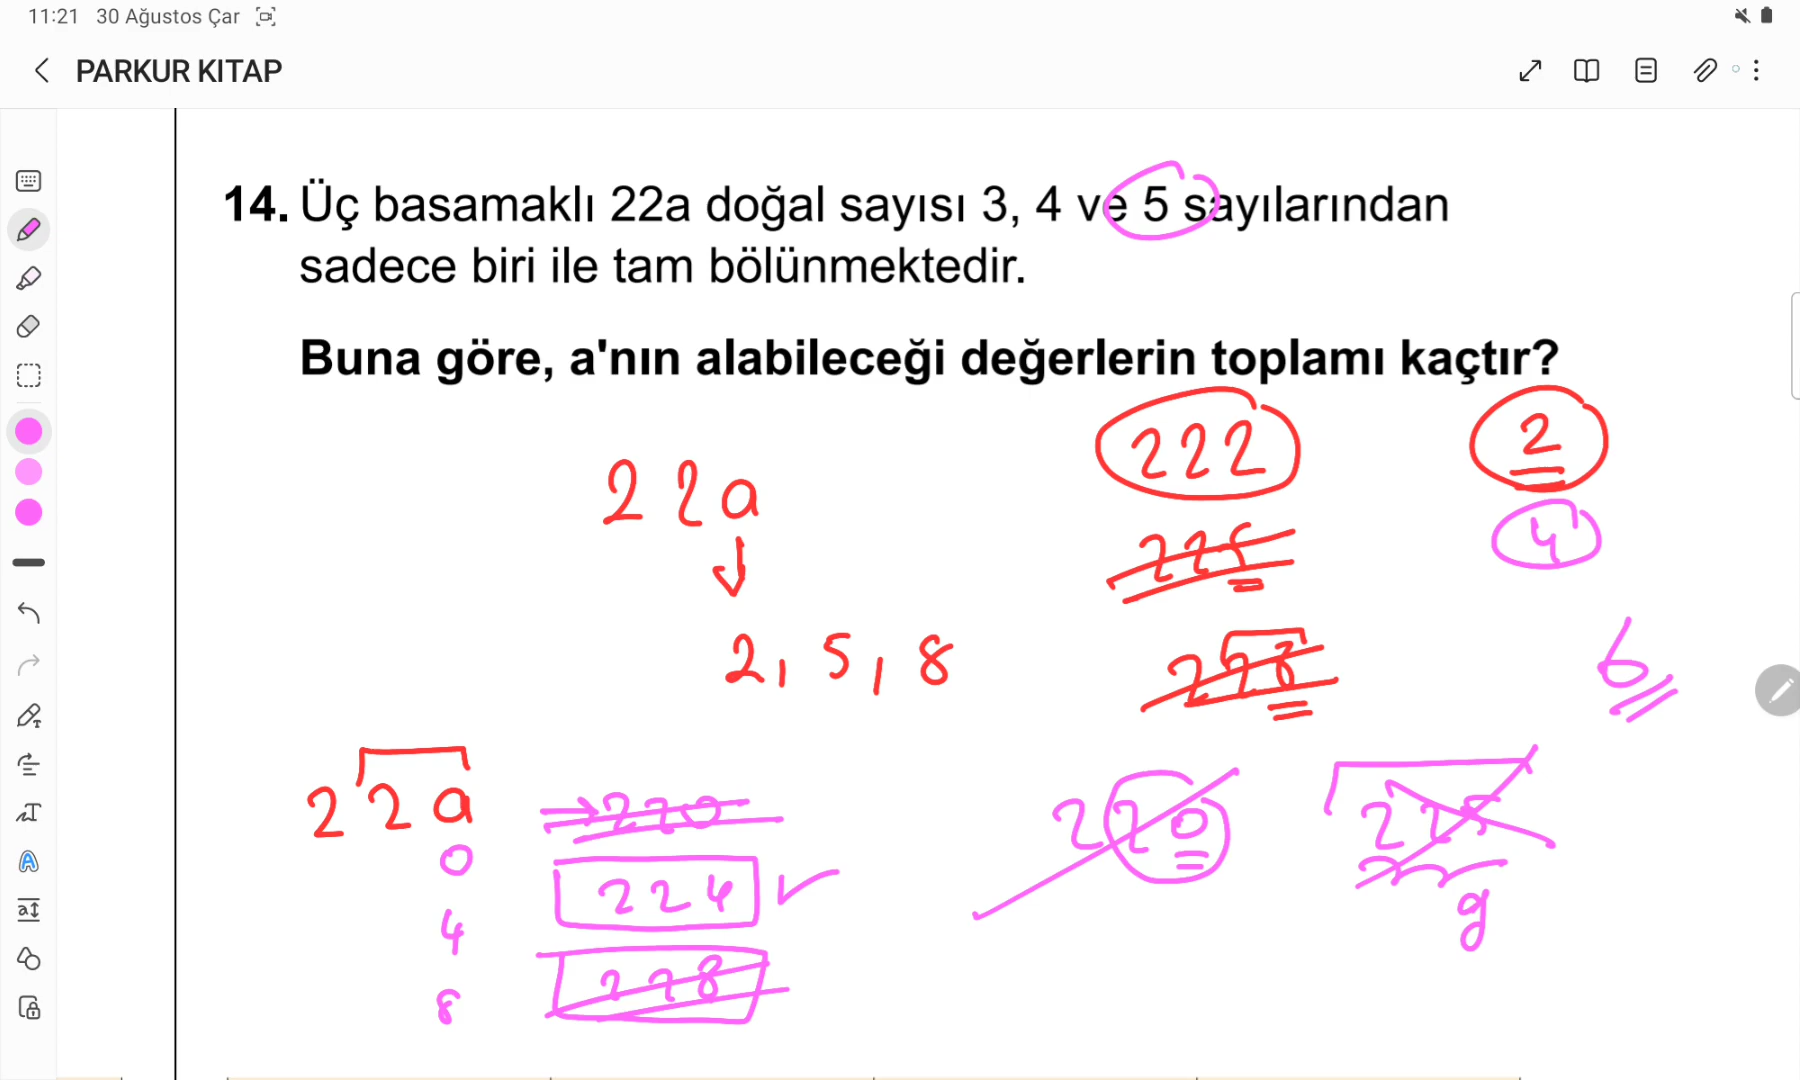 11:21 30 Ağustos Çar
PARKUR KITAP
14. Üç basamaklı 22a doğal sayısı 3, 4 ve 5 sayılarından
sadece biri ile tam bölünmektedir.
Buna göre, a'nın alabileceği değerlerin toplamı kaçtır?
222
2
22a
225
4
2, 5, 8
228
6
22a
220
220
225
0
224
9
4
228
8